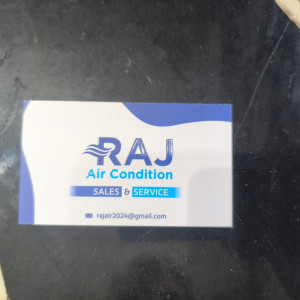 RAJ
Air Condition
SALES & SERVICE
rajair2024@gmail.com